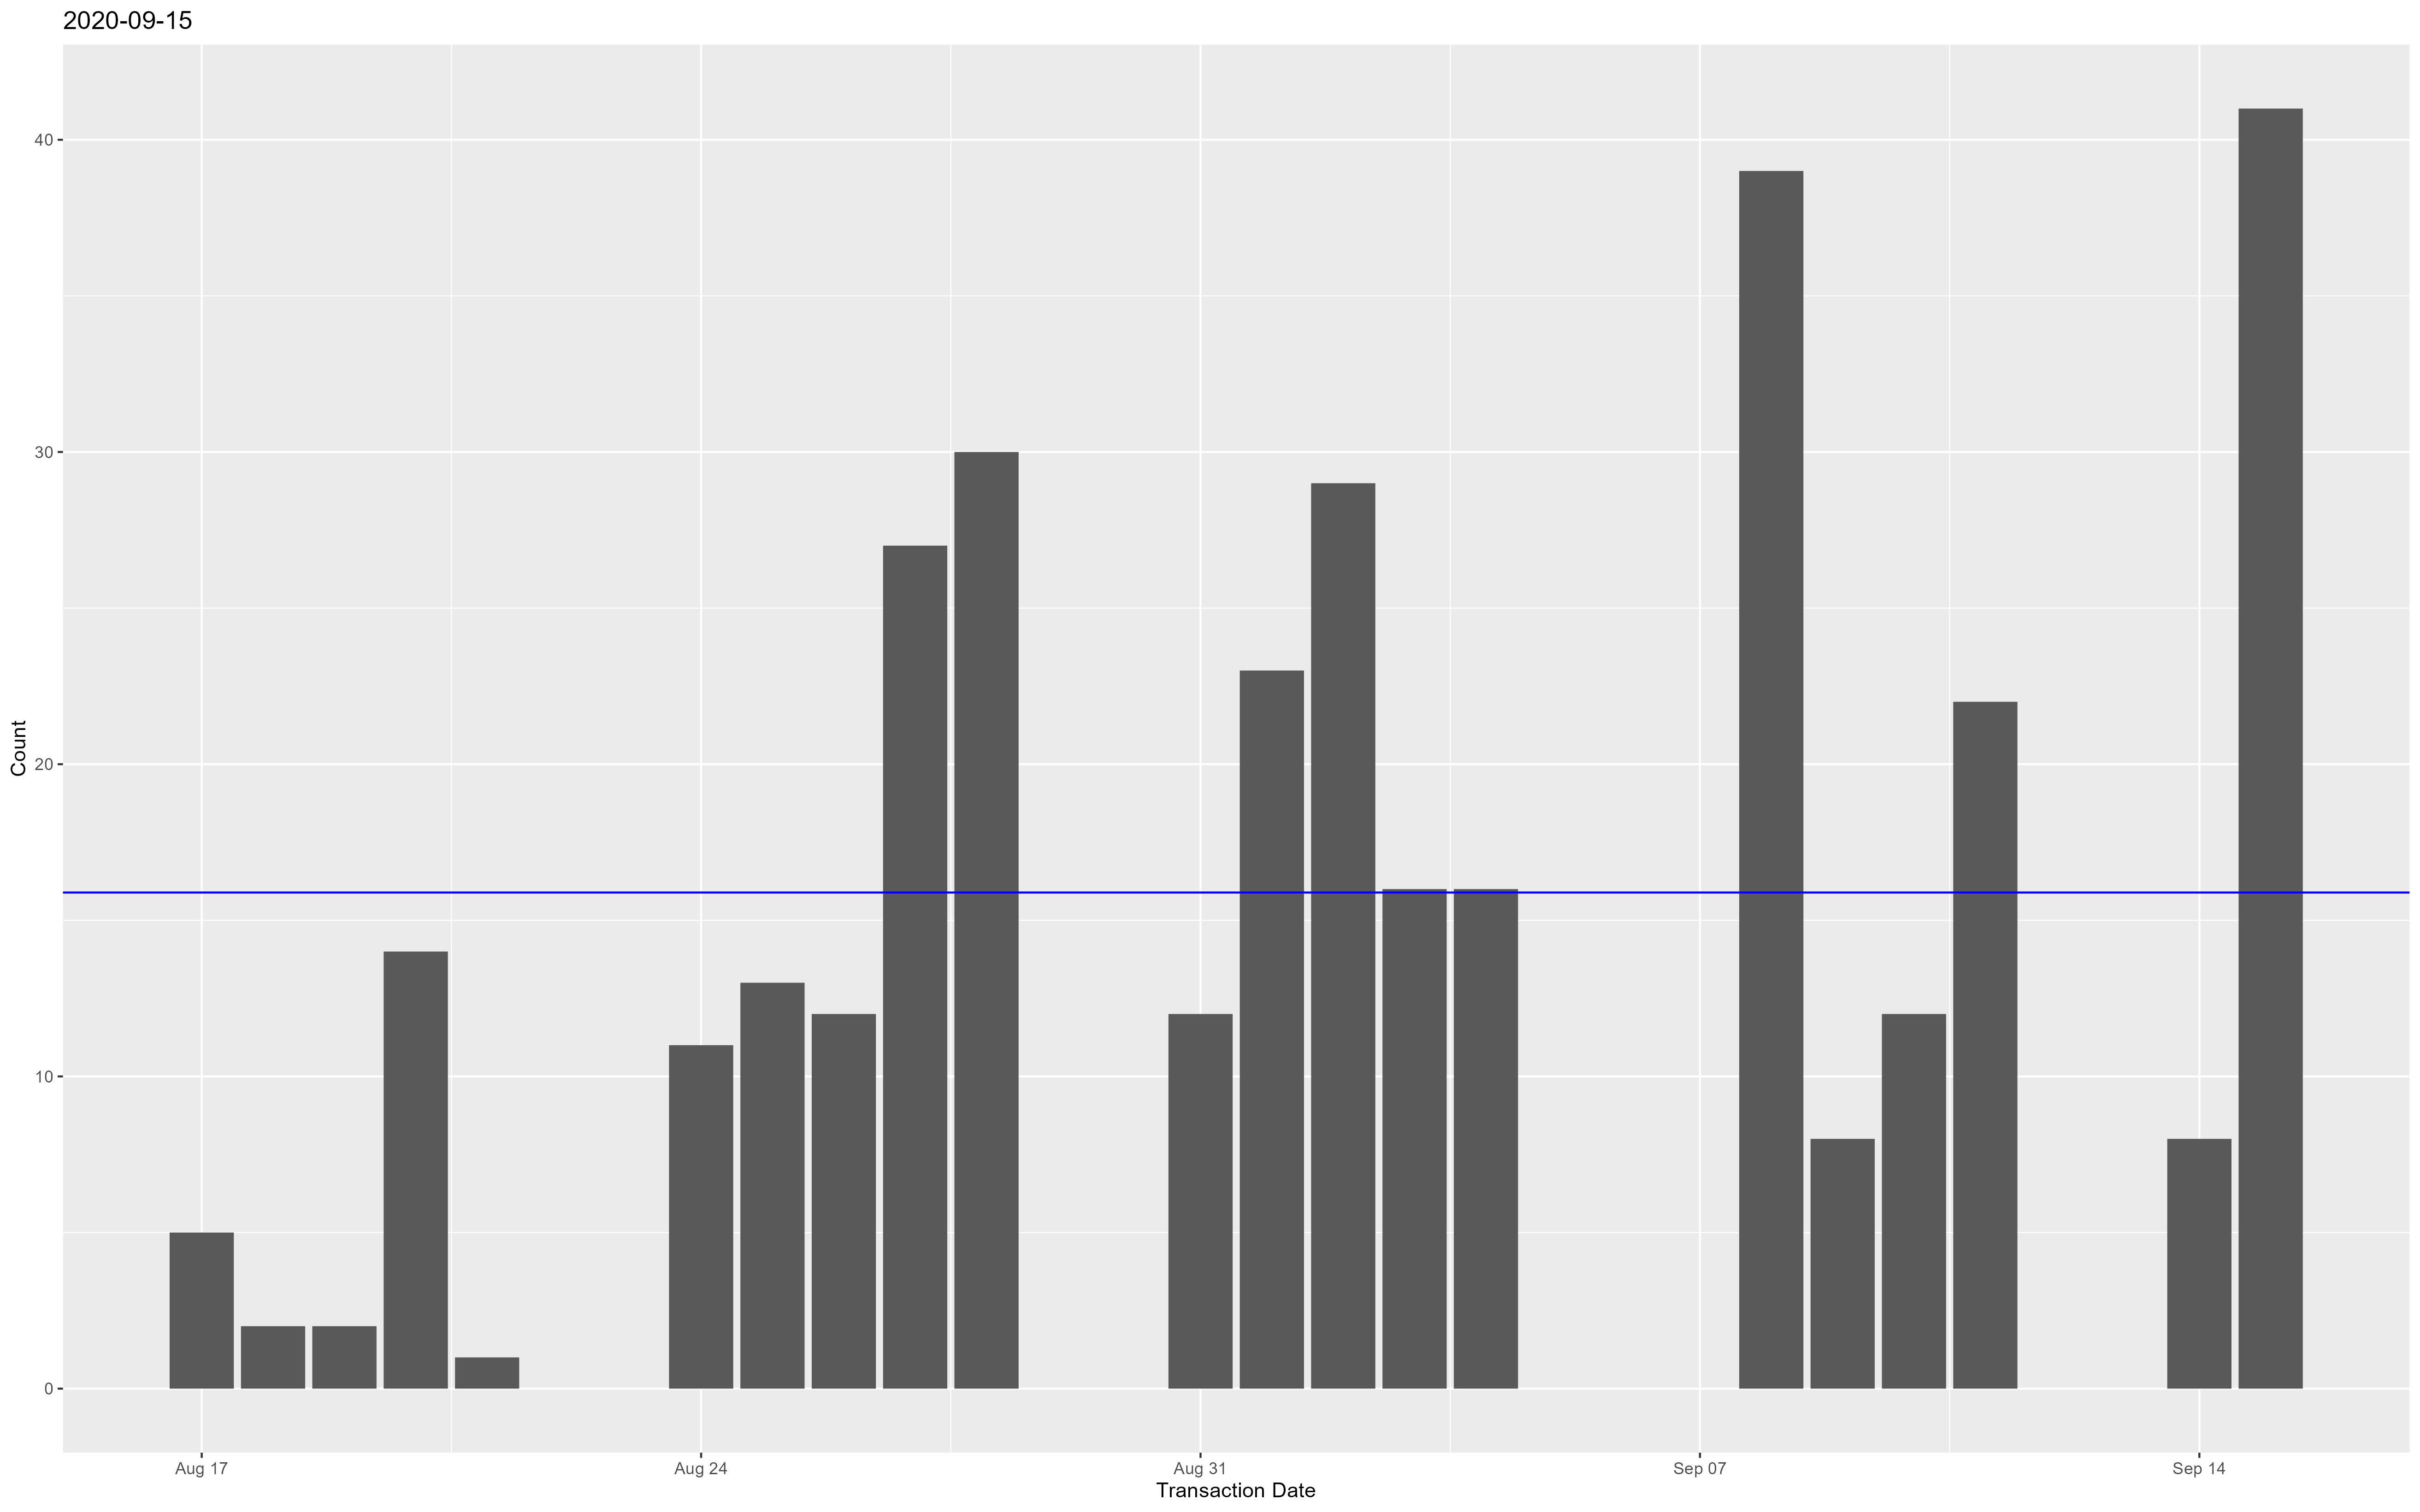 2020-09-15
40
30
20
10
0
Count
Aug 17
Aug 24
Aug 31
Sep 07
Sep 14
Transaction Date